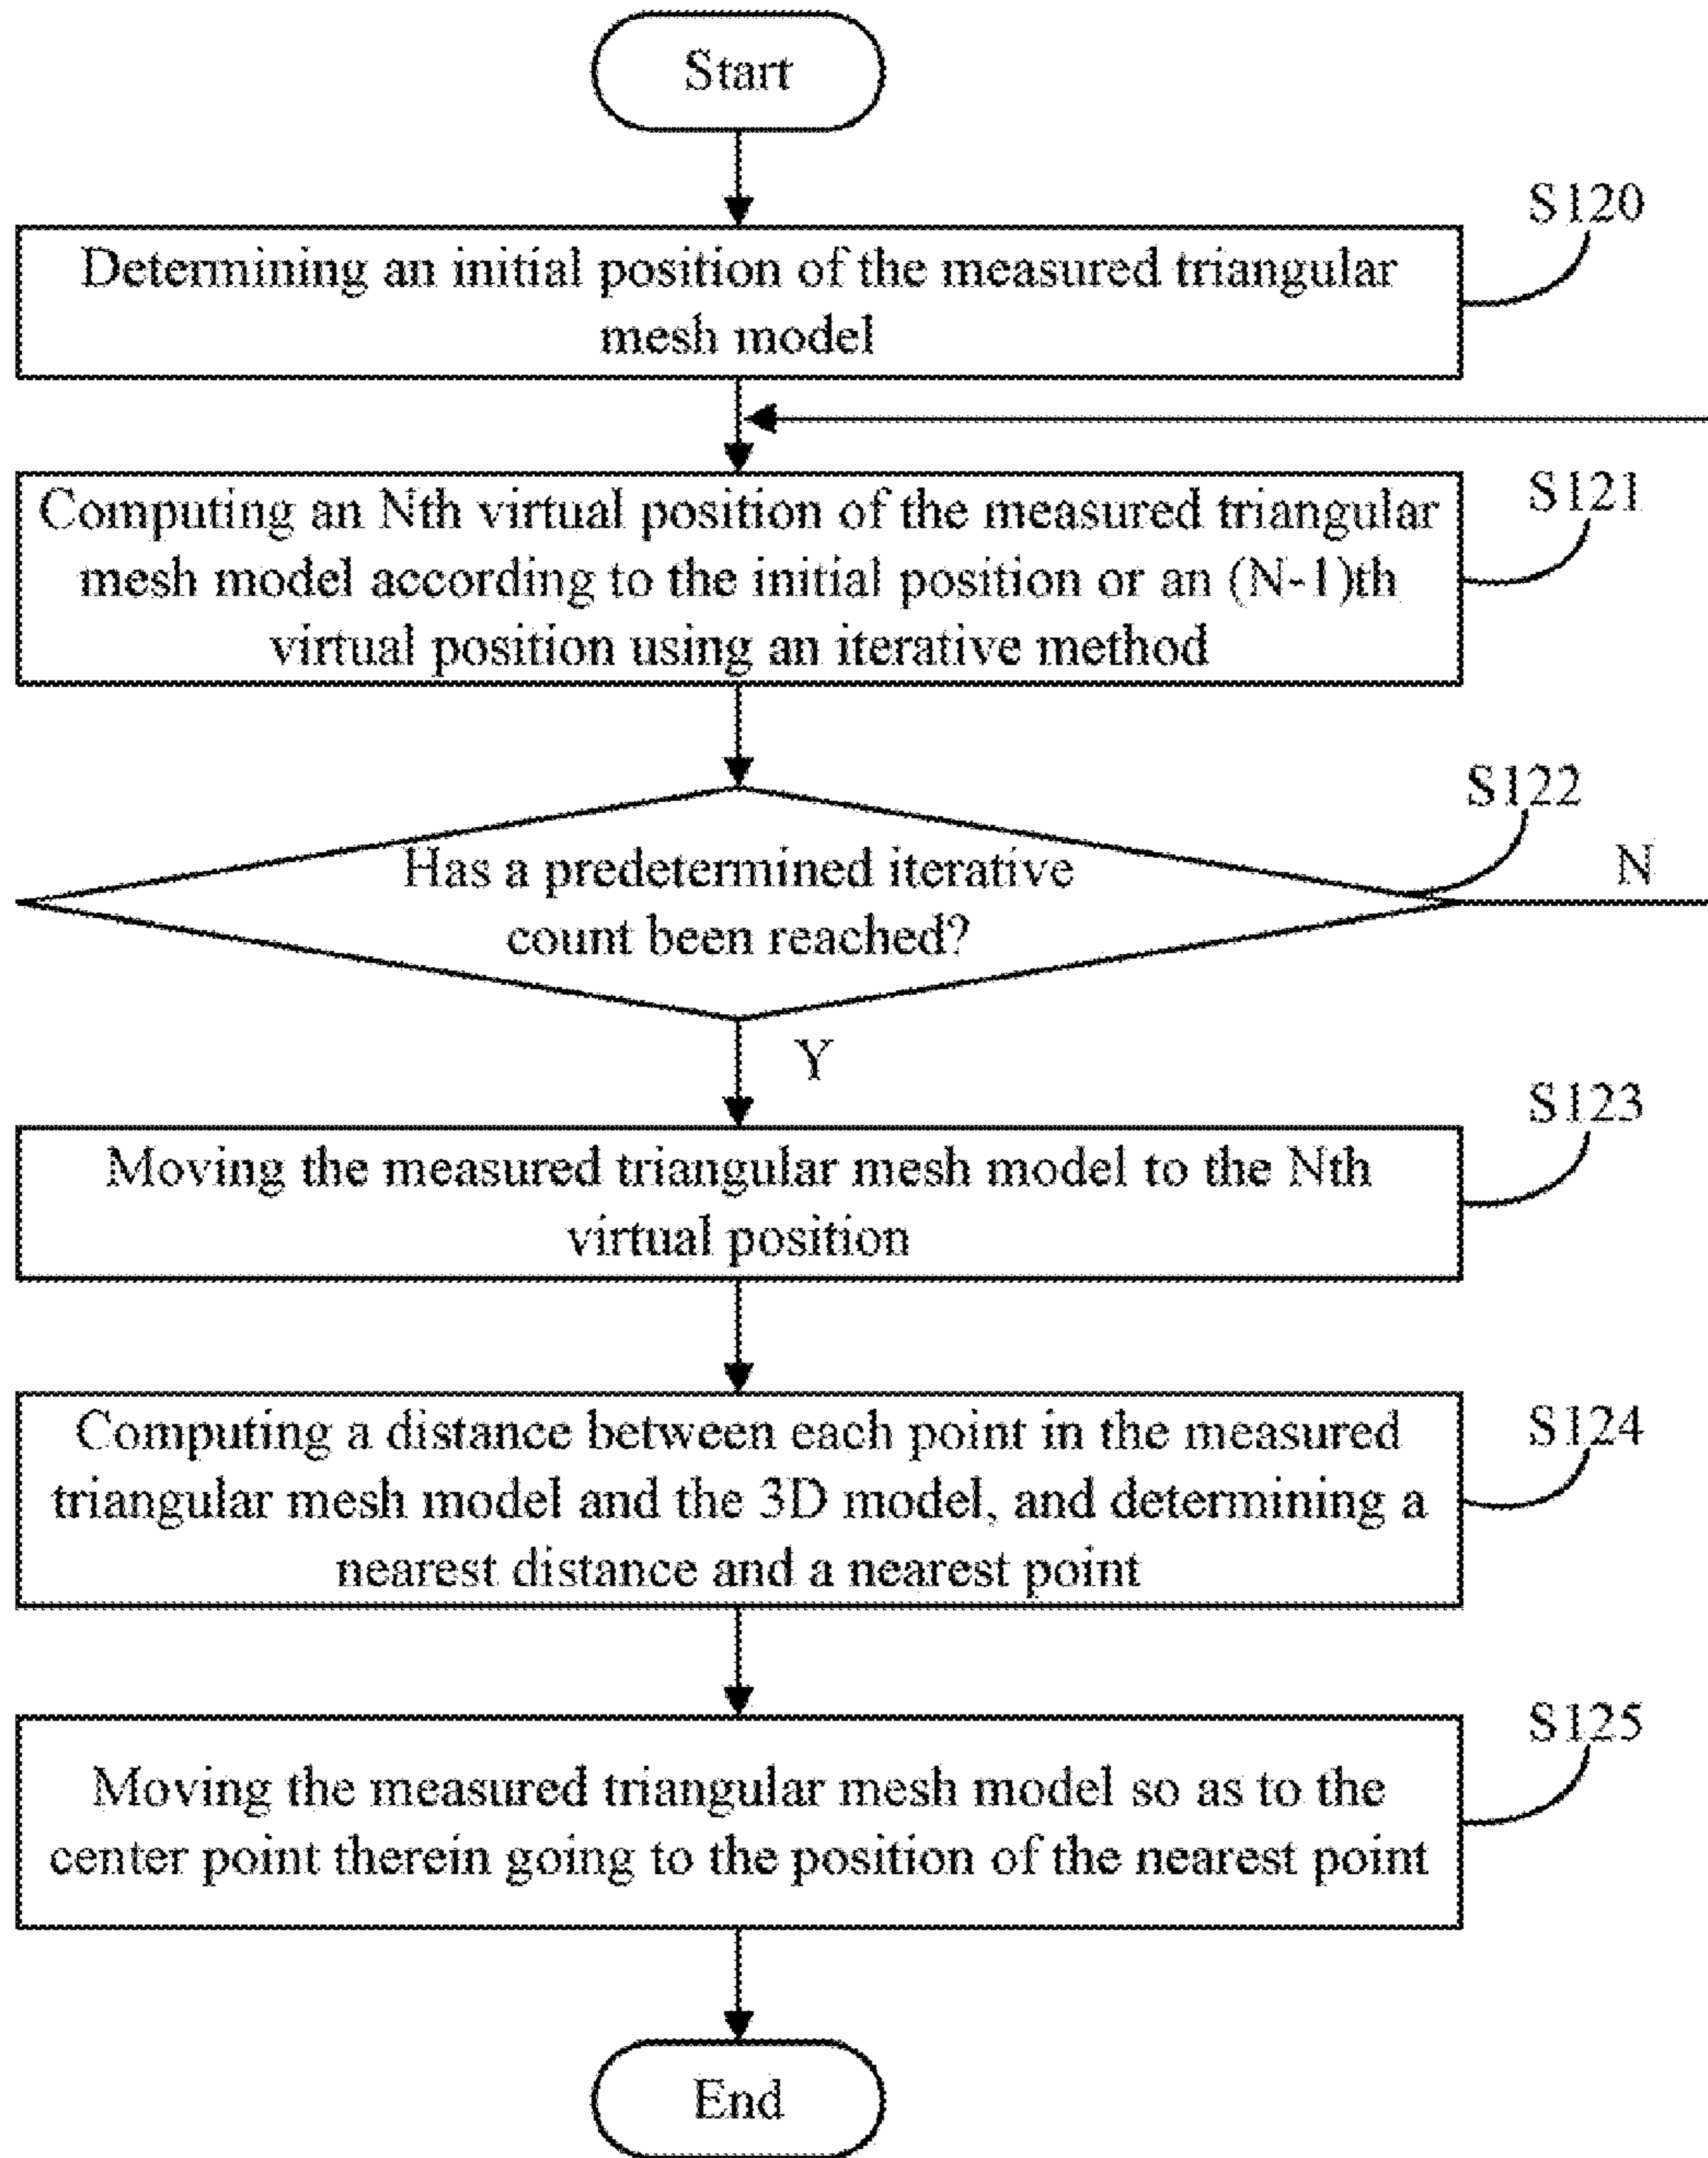 Start
S120
Determining an initial position of the measured triangular
mesh model
S121
Computing an Nth virtual position of the measured triangular
mesh model according to the initial position or an (N-1)th
virtual position using an iterative method
S122
Has a predetermined iterative
count been reached?
N
Y
S123
Moving the measured triangular mesh model to the Nth
virtual position
S124
Computing a distance between each point in the measured
triangular mesh model and the 3D model, and determining a
nearest distance and a nearest point
S125
Moving the measured triangular mesh model so as to the
center point therein going to the position of the nearest point
End